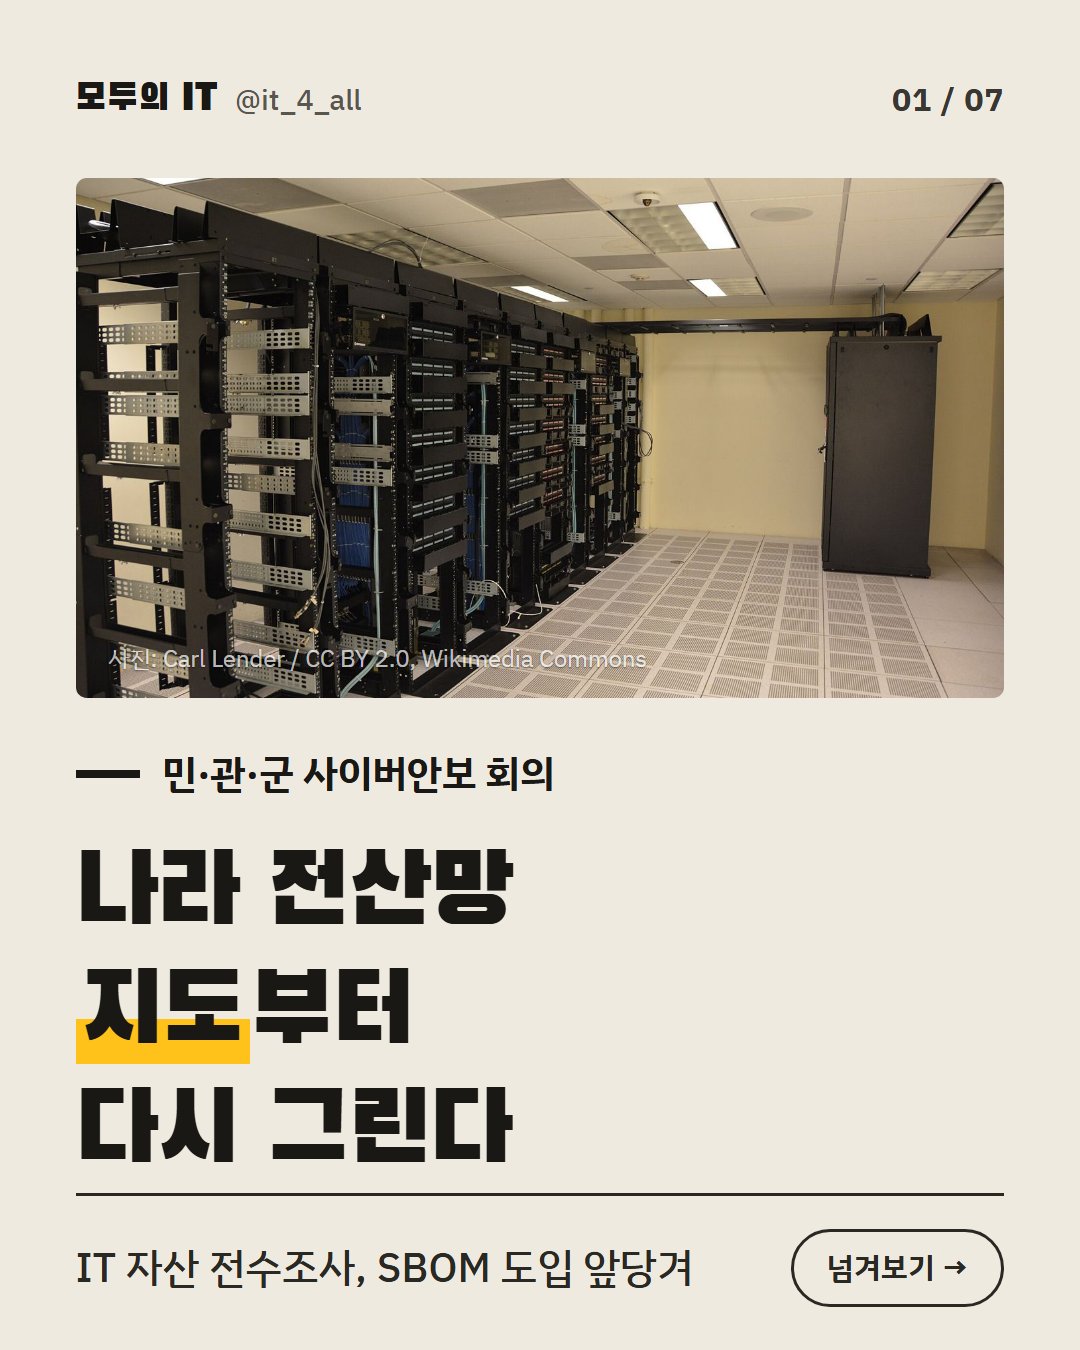 모두의 IT @it_4_all
01 / 07
사진: Carl Lender / CC BY 2.0, Wikimedia Commons
민·관·군 사이버안보 회의
나라 전산망
지도부터
다시 그린다
IT 자산 전수조사, SBOM 도입 앞당겨
넘겨보기 →